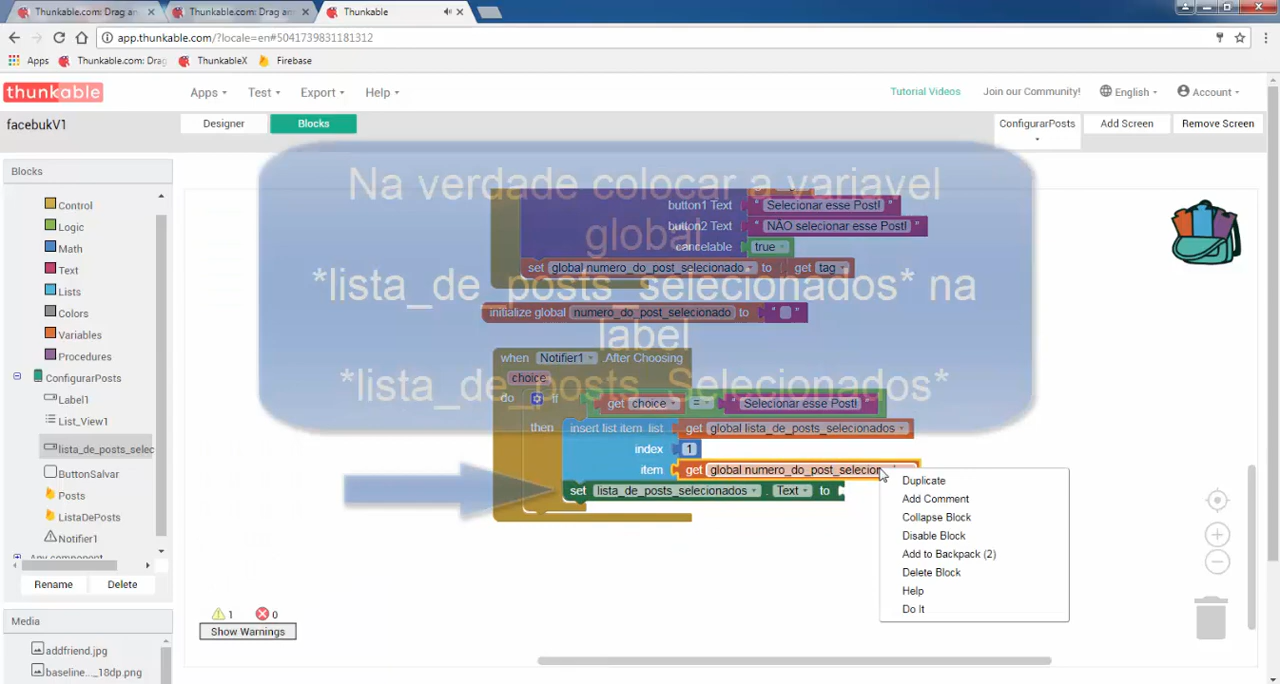 Thunkable.com: Drag an
Thunkable.com: Drag an
Thunkable
app.thunkable.com/?locale=en#5041739831181312
Apps
Thunkable.com: Drag
ThunkableX
Firebase
thunkable
Apps
Test
Export
Help
Tutorial Videos
Join our Community!
English
Account
facebukV1
Designer
Blocks
ConfigurarPosts
Add Screen
Remove Screen
Blocks
Control
Logic
Math
Text
Lists
Colors
Variables
Procedures
ConfigurarPosts
Label1
List_View1
lista_de_posts_selec
ButtonSalvar
Posts
ListaDePosts
Notifier1
Any component
Rename
Delete
Media
addfriend.jpg
baseline..._18dp.png
Na verdade colocar a variavel
global
*lista_de_posts_selecionados* na
label
*lista_de_posts_Selecionados*
button1 Text " Selecionar esse Post! "
button2 Text " NÃO selecionar esse Post! "
cancelable true
set global numero_do_post_selecionado to get tag
initialize global numero_do_post_selecionado to " "
when Notifier1 .After Choosing
choice
do if get choice = " Selecionar esse Post! "
then insert list item list get global lista_de_posts_selecionados
index 1
item get global numero_do_post_selecion
set lista_de_posts_selecionados . Text to
Duplicate
Add Comment
Collapse Block
Disable Block
Add to Backpack (2)
Delete Block
Help
Do It
1
0
Show Warnings